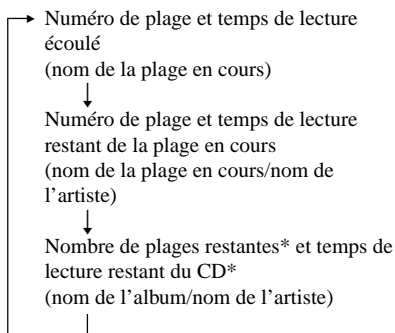 Numéro de plage et temps de lecture
écoulé
(nom de la plage en cours)
Numéro de plage et temps de lecture
restant de la plage en cours
(nom de la plage en cours/nom de
l’artiste)
Nombre de plages restantes* et temps de
lecture restant du CD*
(nom de l’album/nom de l’artiste)